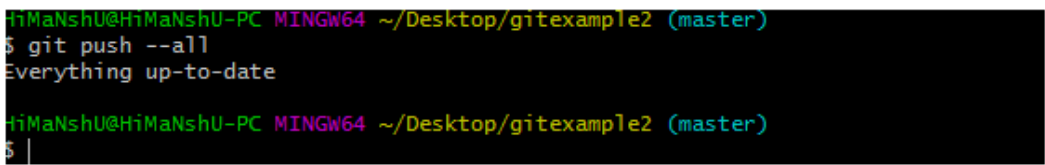 HiMaNshU@HiMaNshU-PC MINGW64 ~/Desktop/gitexample2 (master)
$ git push --all
Everything up-to-date
HiMaNshU@HiMaNshU-PC MINGW64 ~/Desktop/gitexample2 (master)
$